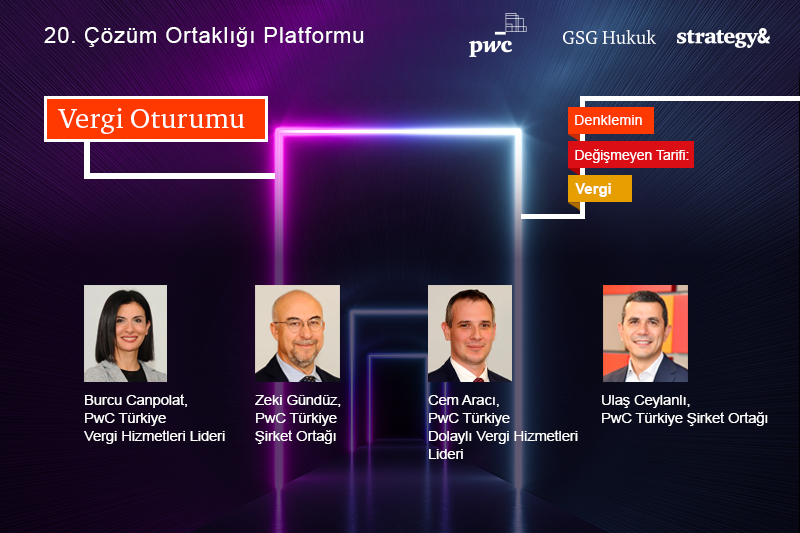 20. Çözüm Ortaklığı Platformu
pwc
GSG Hukuk
strategy&
Vergi Oturumu
Denklemin
Değişmeyen Tarifi:
Vergi
Burcu Canpolat,
PwC Türkiye
Vergi Hizmetleri Lideri
Zeki Gündüz,
PwC Türkiye
Şirket Ortağı
Cem Aracı,
PwC Türkiye
Dolaylı Vergi Hizmetleri
Lideri
Ulaş Ceylanlı,
PwC Türkiye Şirket Ortağı